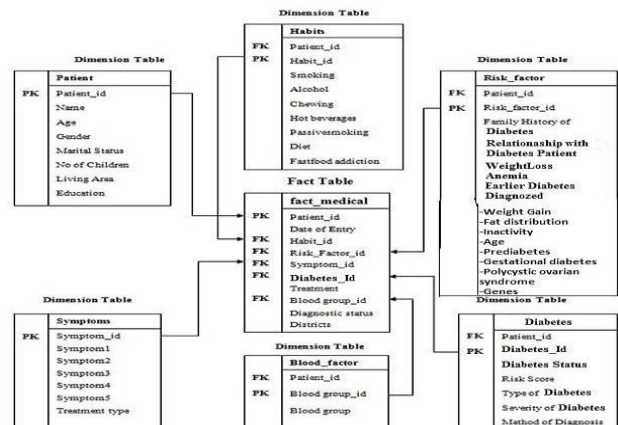 Dimension Table
Habits
FK Patient_id
PK Habit_id
Smoking
Alcohol
Chewing
Hot beverages
Passivesmoking
Diet
Fastfood addiction
Dimension Table
Patient
PK Patient_id
Name
Age
Gender
Marital Status
No of Children
Living Area
Education
Dimension Table
Risk_factor
FK Patient_id
PK Risk_factor_id
Family History of
Diabetes
Relationship with
Diabetes Patient
WeightLoss
Anemia
Earlier Diabetes
Diagnozed
-Weight Gain
-Fat distribution
-Inactivity
-Age
-Prediabetes
-Gestational diabetes
-Polycystic ovarian
syndrome
-Genes
Fact Table
fact_medical
PK Patient_id
Date of Entry
FK Habit_id
FK Risk_Factor_id
FK Symptom_id
FK Diabetes_Id
Treatment
FK Blood group_id
Diagnostic status
Districts
Dimension Table
Symptoms
PK Symptom_id
Symptom1
Symptom2
Symptom3
Symptom4
Symptom5
Treatment type
Dimension Table
Blood_factor
FK Patient_id
PK Blood group_id
Blood group
Dimension Table
Diabetes
FK Patient_id
PK Diabetes_Id
Diabetes Status
Risk Score
Type of Diabetes
Severity of Diabetes
Method of Diagnosis